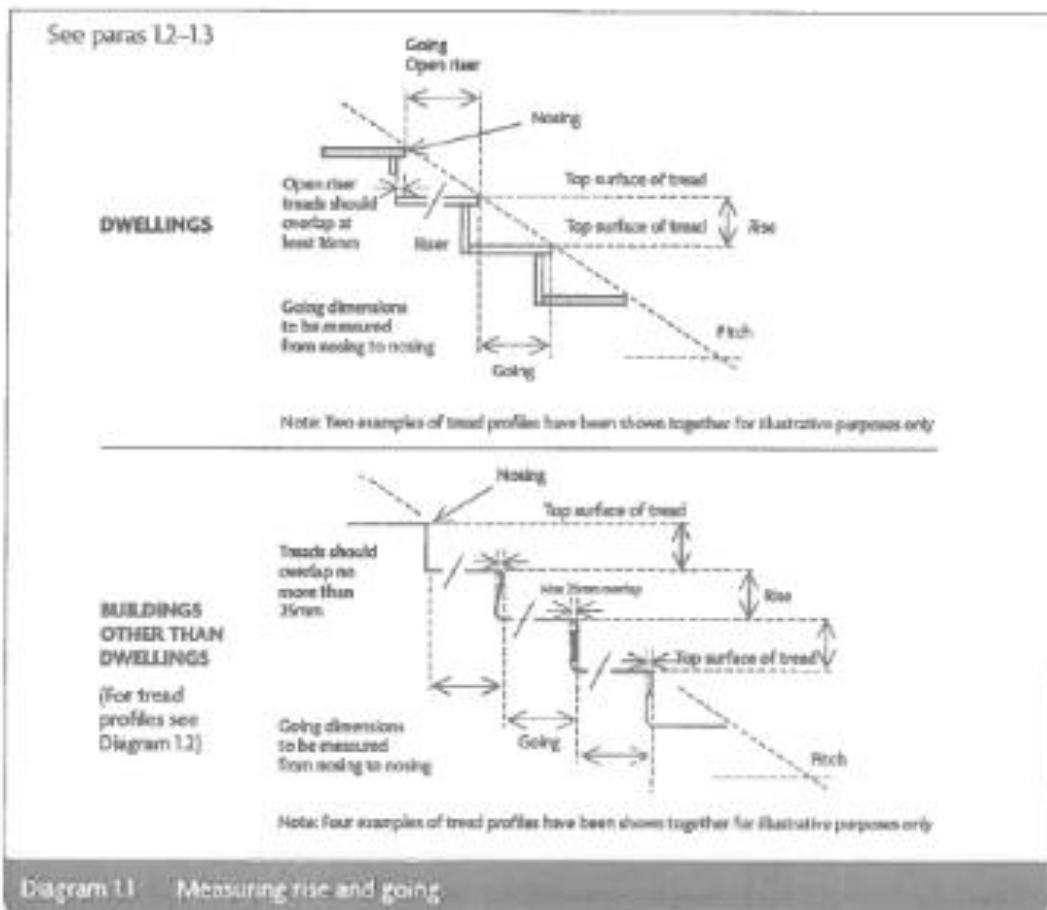 See paras 1.2–1.3
Going
Open riser
Nosing
Open riser
treads should
overlap at
least 16mm
Top surface of tread
Top surface of tread
Rise
DWELLINGS
Riser
Going dimensions
to be measured
from nosing to nosing
Pitch
Going
Note: Two examples of tread profiles have been shown together for illustrative purposes only
Nosing
Top surface of tread
Treads should
overlap no
more than
25mm
Max 25mm overlap
Rise
BUILDINGS
OTHER THAN
DWELLINGS
Top surface of tread
(For tread
profiles see
Diagram 1.2)
Going dimensions
to be measured
from nosing to nosing
Going
Pitch
Note: Four examples of tread profiles have been shown together for illustrative purposes only
Diagram 1.1 Measuring rise and going